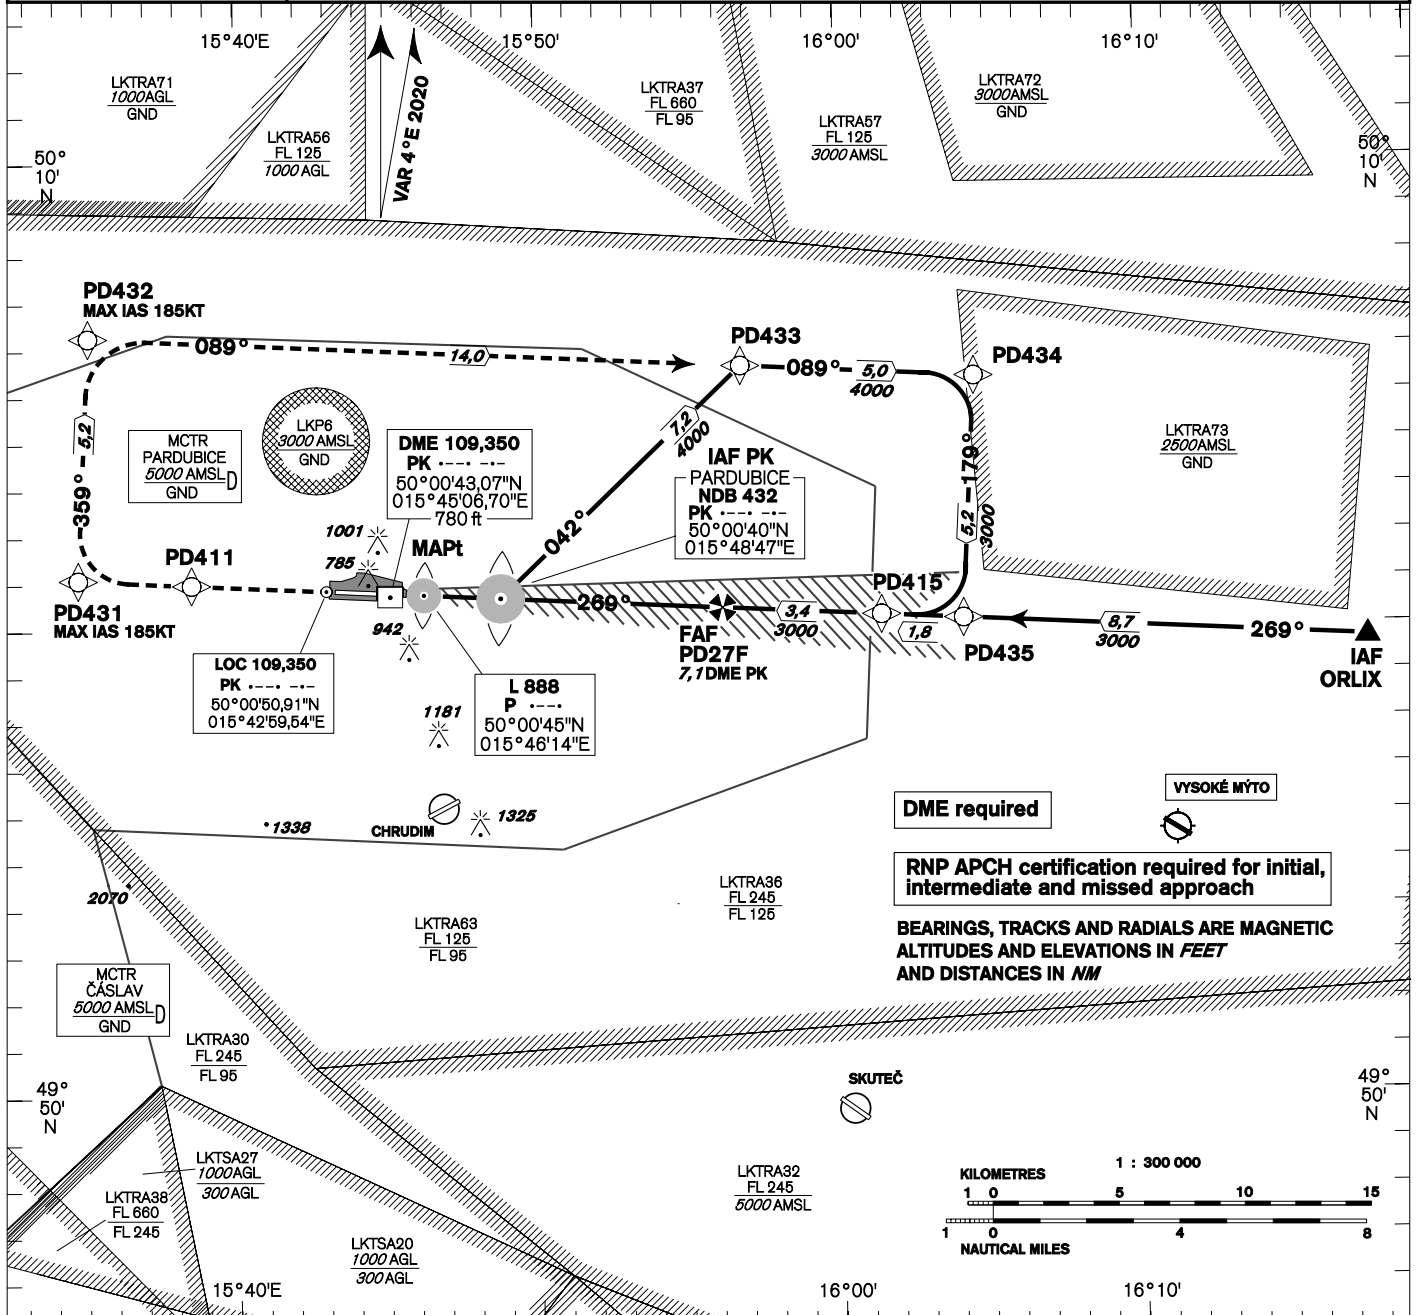 15°40'E
15°50'
16°00'
16°10'
LKTRA71
1000AGL
GND
LKTRA56
FL 125
1000 AGL
VAR 4°E 2020
LKTRA37
FL 660
FL 95
LKTRA57
FL 125
3000 AMSL
LKTRA72
3000AMSL
GND
50°
10'
N
50°
10'
N
PD432
MAX IAS 185KT
089°
14,0
PD433
089°
5,0
4000
PD434
5,2
359°
LKP6
3000 AMSL
GND
MCTR
PARDUBICE
5000 AMSL D
GND
DME 109,350
PK ·−−· −·−
50°00'43,07"N
015°45'06,70"E
780 ft
7,2
4000
042°
IAF PK
PARDUBICE
NDB 432
PK ·−−· −·−
50°00'40"N
015°48'47"E
179°
5,2
3000
LKTRA73
2500AMSL
GND
1001
785
MAPt
PD411
PD431
MAX IAS 185KT
942
269°
FAF
PD27F
7,1 DME PK
3,4
3000
PD415
1,8
PD435
8,7
3000
269°
IAF
ORLIX
LOC 109,350
PK ·−−· −·−
50°00'50,91"N
015°42'59,54"E
L 888
P ·−−·
50°00'45"N
015°46'14"E
1181
CHRUDIM
1325
1338
2070
DME required
VYSOKÉ MÝTO
RNP APCH certification required for initial,
intermediate and missed approach
BEARINGS, TRACKS AND RADIALS ARE MAGNETIC
ALTITUDES AND ELEVATIONS IN FEET
AND DISTANCES IN NM
LKTRA36
FL 245
FL 125
LKTRA63
FL 125
FL 95
MCTR
ČÁSLAV
5000 AMSL D
GND
LKTRA30
FL 245
FL 95
49°
50'
N
49°
50'
N
SKUTEČ
LKTSA27
1000AGL
300 AGL
LKTRA38
FL 660
FL 245
LKTSA20
1000 AGL
300 AGL
LKTRA32
FL 245
5000 AMSL
1 : 300 000
KILOMETRES
1 0 5 10 15
1 0 4 8
NAUTICAL MILES
15°40'E
16°00'
16°10'